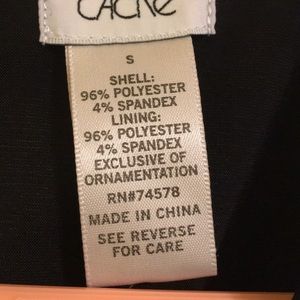 CACHE
S
SHELL:
96% POLYESTER
4% SPANDEX
LINING:
96% POLYESTER
4% SPANDEX
EXCLUSIVE OF
ORNAMENTATION
RN#74578
MADE IN CHINA
SEE REVERSE
FOR CARE